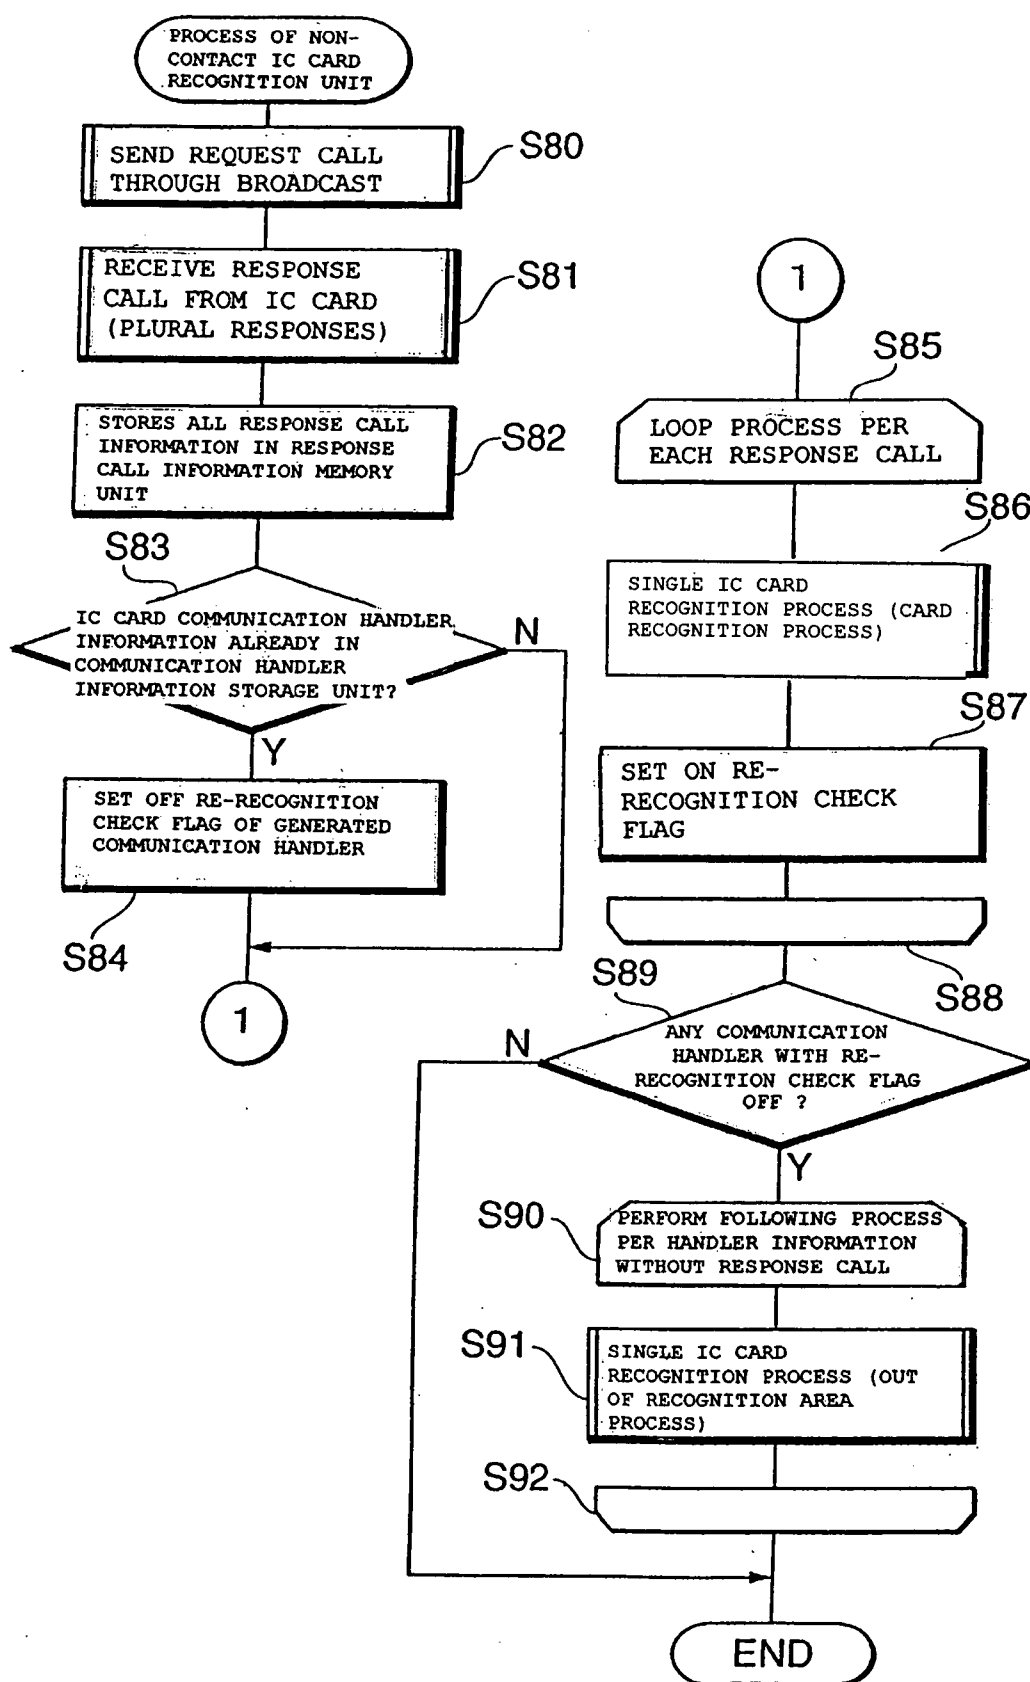 PROCESS OF NON-
CONTACT IC CARD
RECOGNITION UNIT
SEND REQUEST CALL
THROUGH BROADCAST
S80
RECEIVE RESPONSE
CALL FROM IC CARD
(PLURAL RESPONSES)
S81
STORES ALL RESPONSE CALL
INFORMATION IN RESPONSE
CALL INFORMATION MEMORY
UNIT
S82
S83
IC CARD COMMUNICATION HANDLER
INFORMATION ALREADY IN
COMMUNICATION HANDLER
INFORMATION STORAGE UNIT?
N
Y
SET OFF RE-RECOGNITION
CHECK FLAG OF GENERATED
COMMUNICATION HANDLER
S84
1
1
S85
LOOP PROCESS PER
EACH RESPONSE CALL
S86
SINGLE IC CARD
RECOGNITION PROCESS (CARD
RECOGNITION PROCESS)
S87
SET ON RE-
RECOGNITION CHECK
FLAG
S88
S89
ANY COMMUNICATION
HANDLER WITH RE-
RECOGNITION CHECK FLAG
OFF ?
N
Y
S90
PERFORM FOLLOWING PROCESS
PER HANDLER INFORMATION
WITHOUT RESPONSE CALL
S91
SINGLE IC CARD
RECOGNITION PROCESS (OUT
OF RECOGNITION AREA
PROCESS)
S92
END